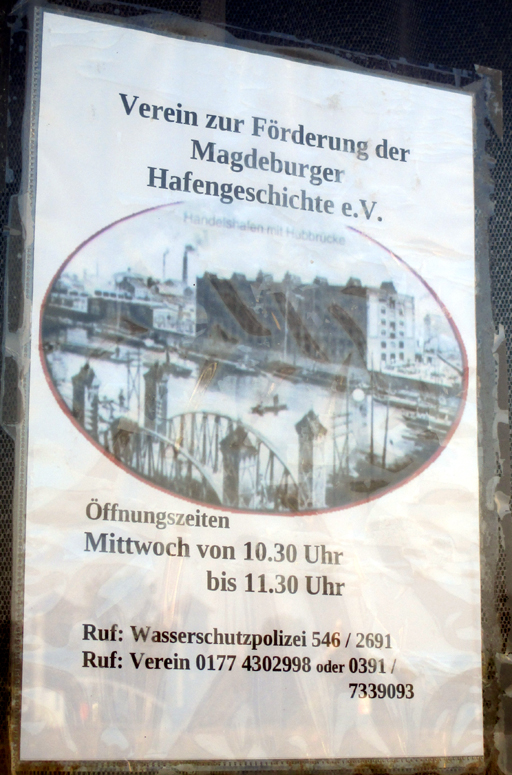 Verein zur Förderung der
Magdeburger
Hafengeschichte e.V.
Handelshafen mit Hubbrücke
Öffnungszeiten
Mittwoch von 10.30 Uhr
bis 11.30 Uhr
Ruf: Wasserschutzpolizei 546 / 2691
Ruf: Verein 0177 4302998 oder 0391 /
7339093